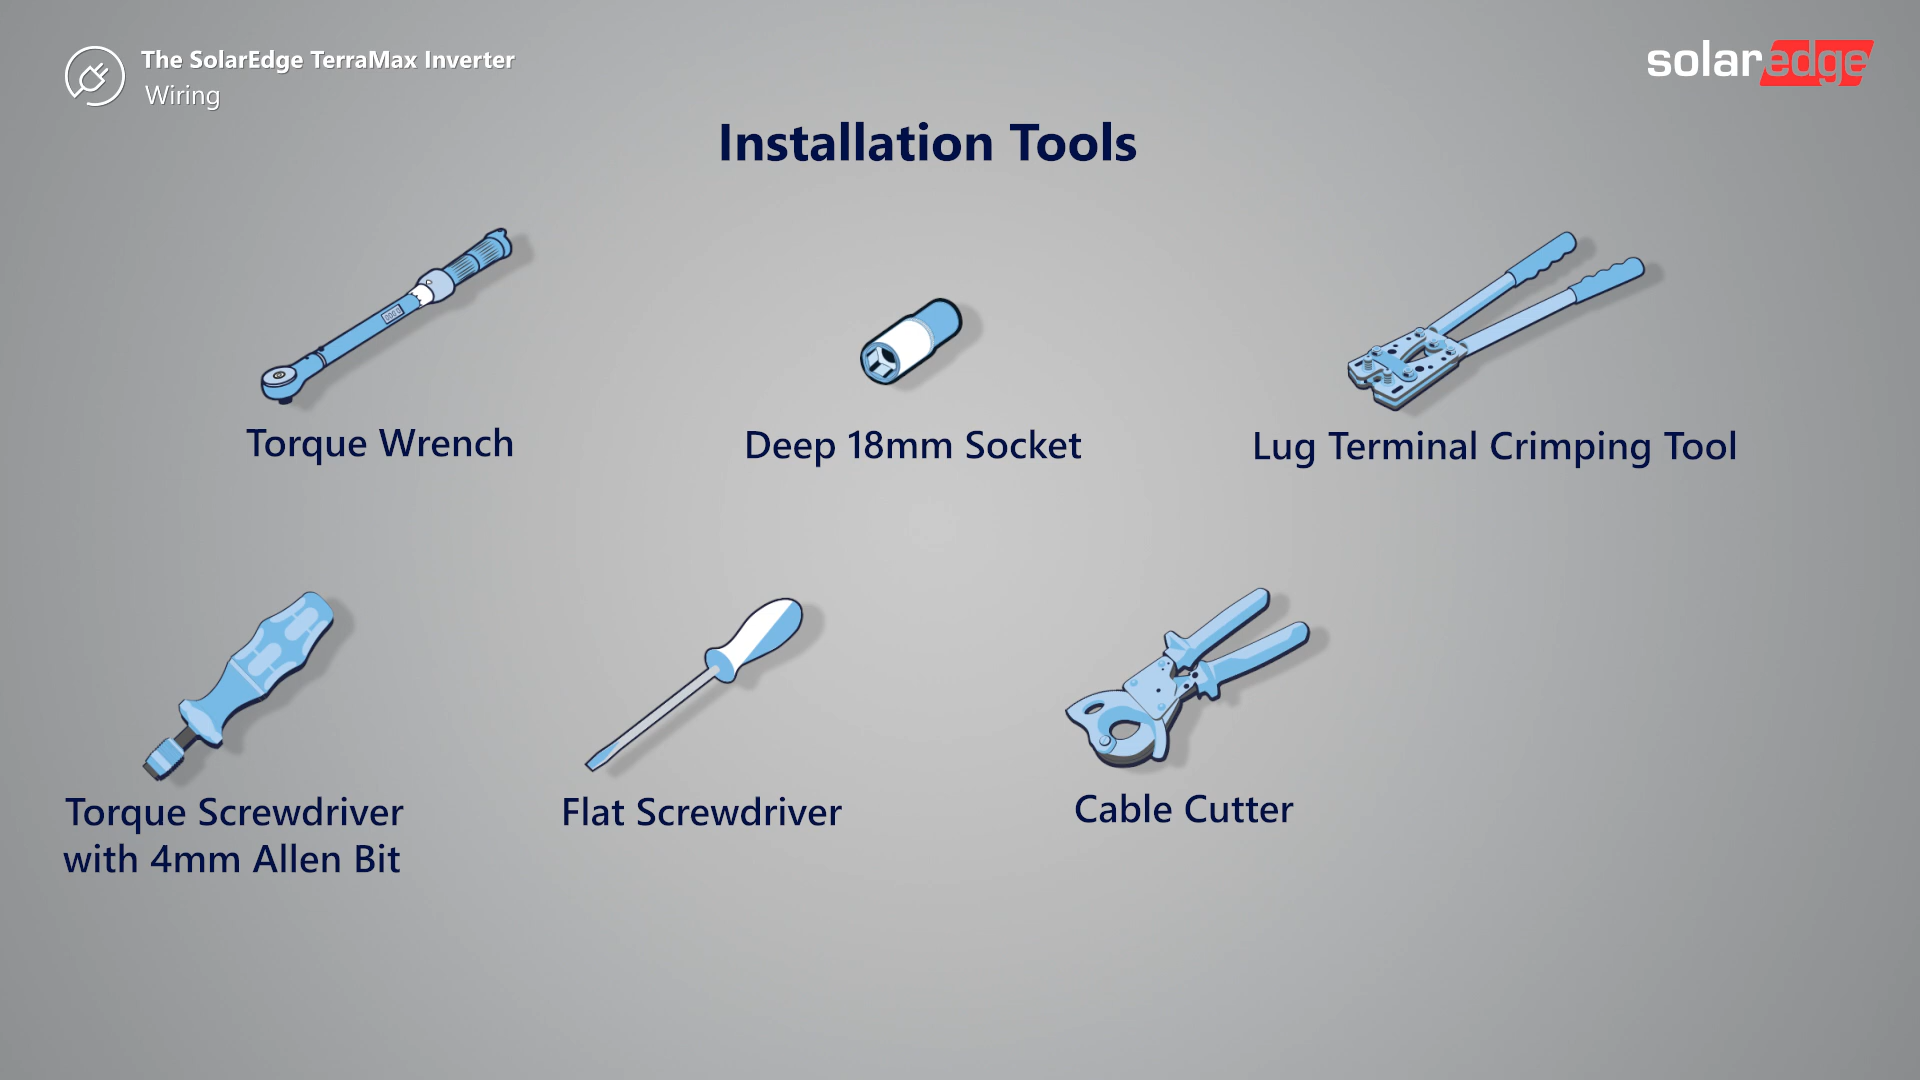 The SolarEdge TerraMax Inverter
Wiring
solaredge
Installation Tools
Torque Wrench
Deep 18mm Socket
Lug Terminal Crimping Tool
Torque Screwdriver
with 4mm Allen Bit
Flat Screwdriver
Cable Cutter